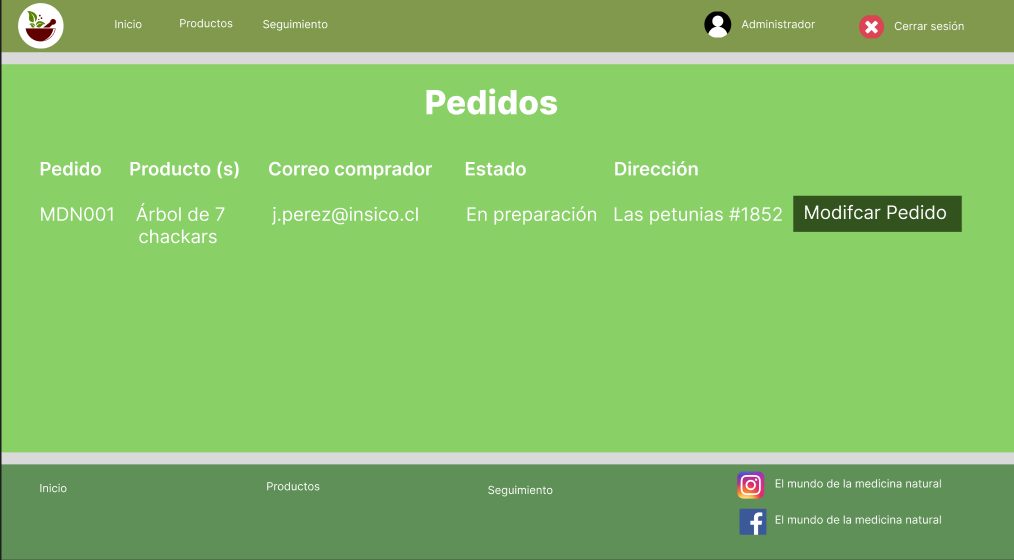 Inicio Productos Seguimiento Administrador Cerrar sesión
Pedidos
Pedido Producto (s) Correo comprador Estado Dirección
MDN001 Árbol de 7 j.perez@insico.cl En preparación Las petunias #1852 Modifcar Pedido
chackars
Inicio Productos Seguimiento El mundo de la medicina natural
El mundo de la medicina natural